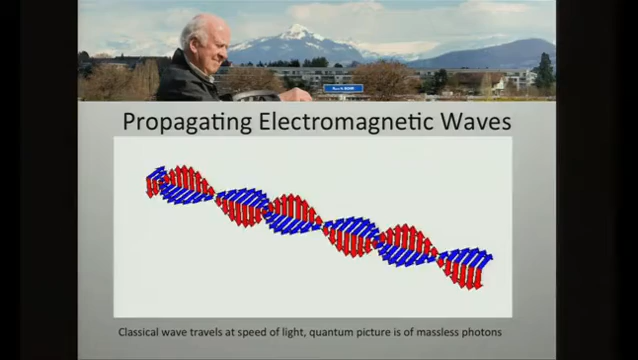 Propagating Electromagnetic Waves
Classical wave travels at speed of light, quantum picture is of massless photons